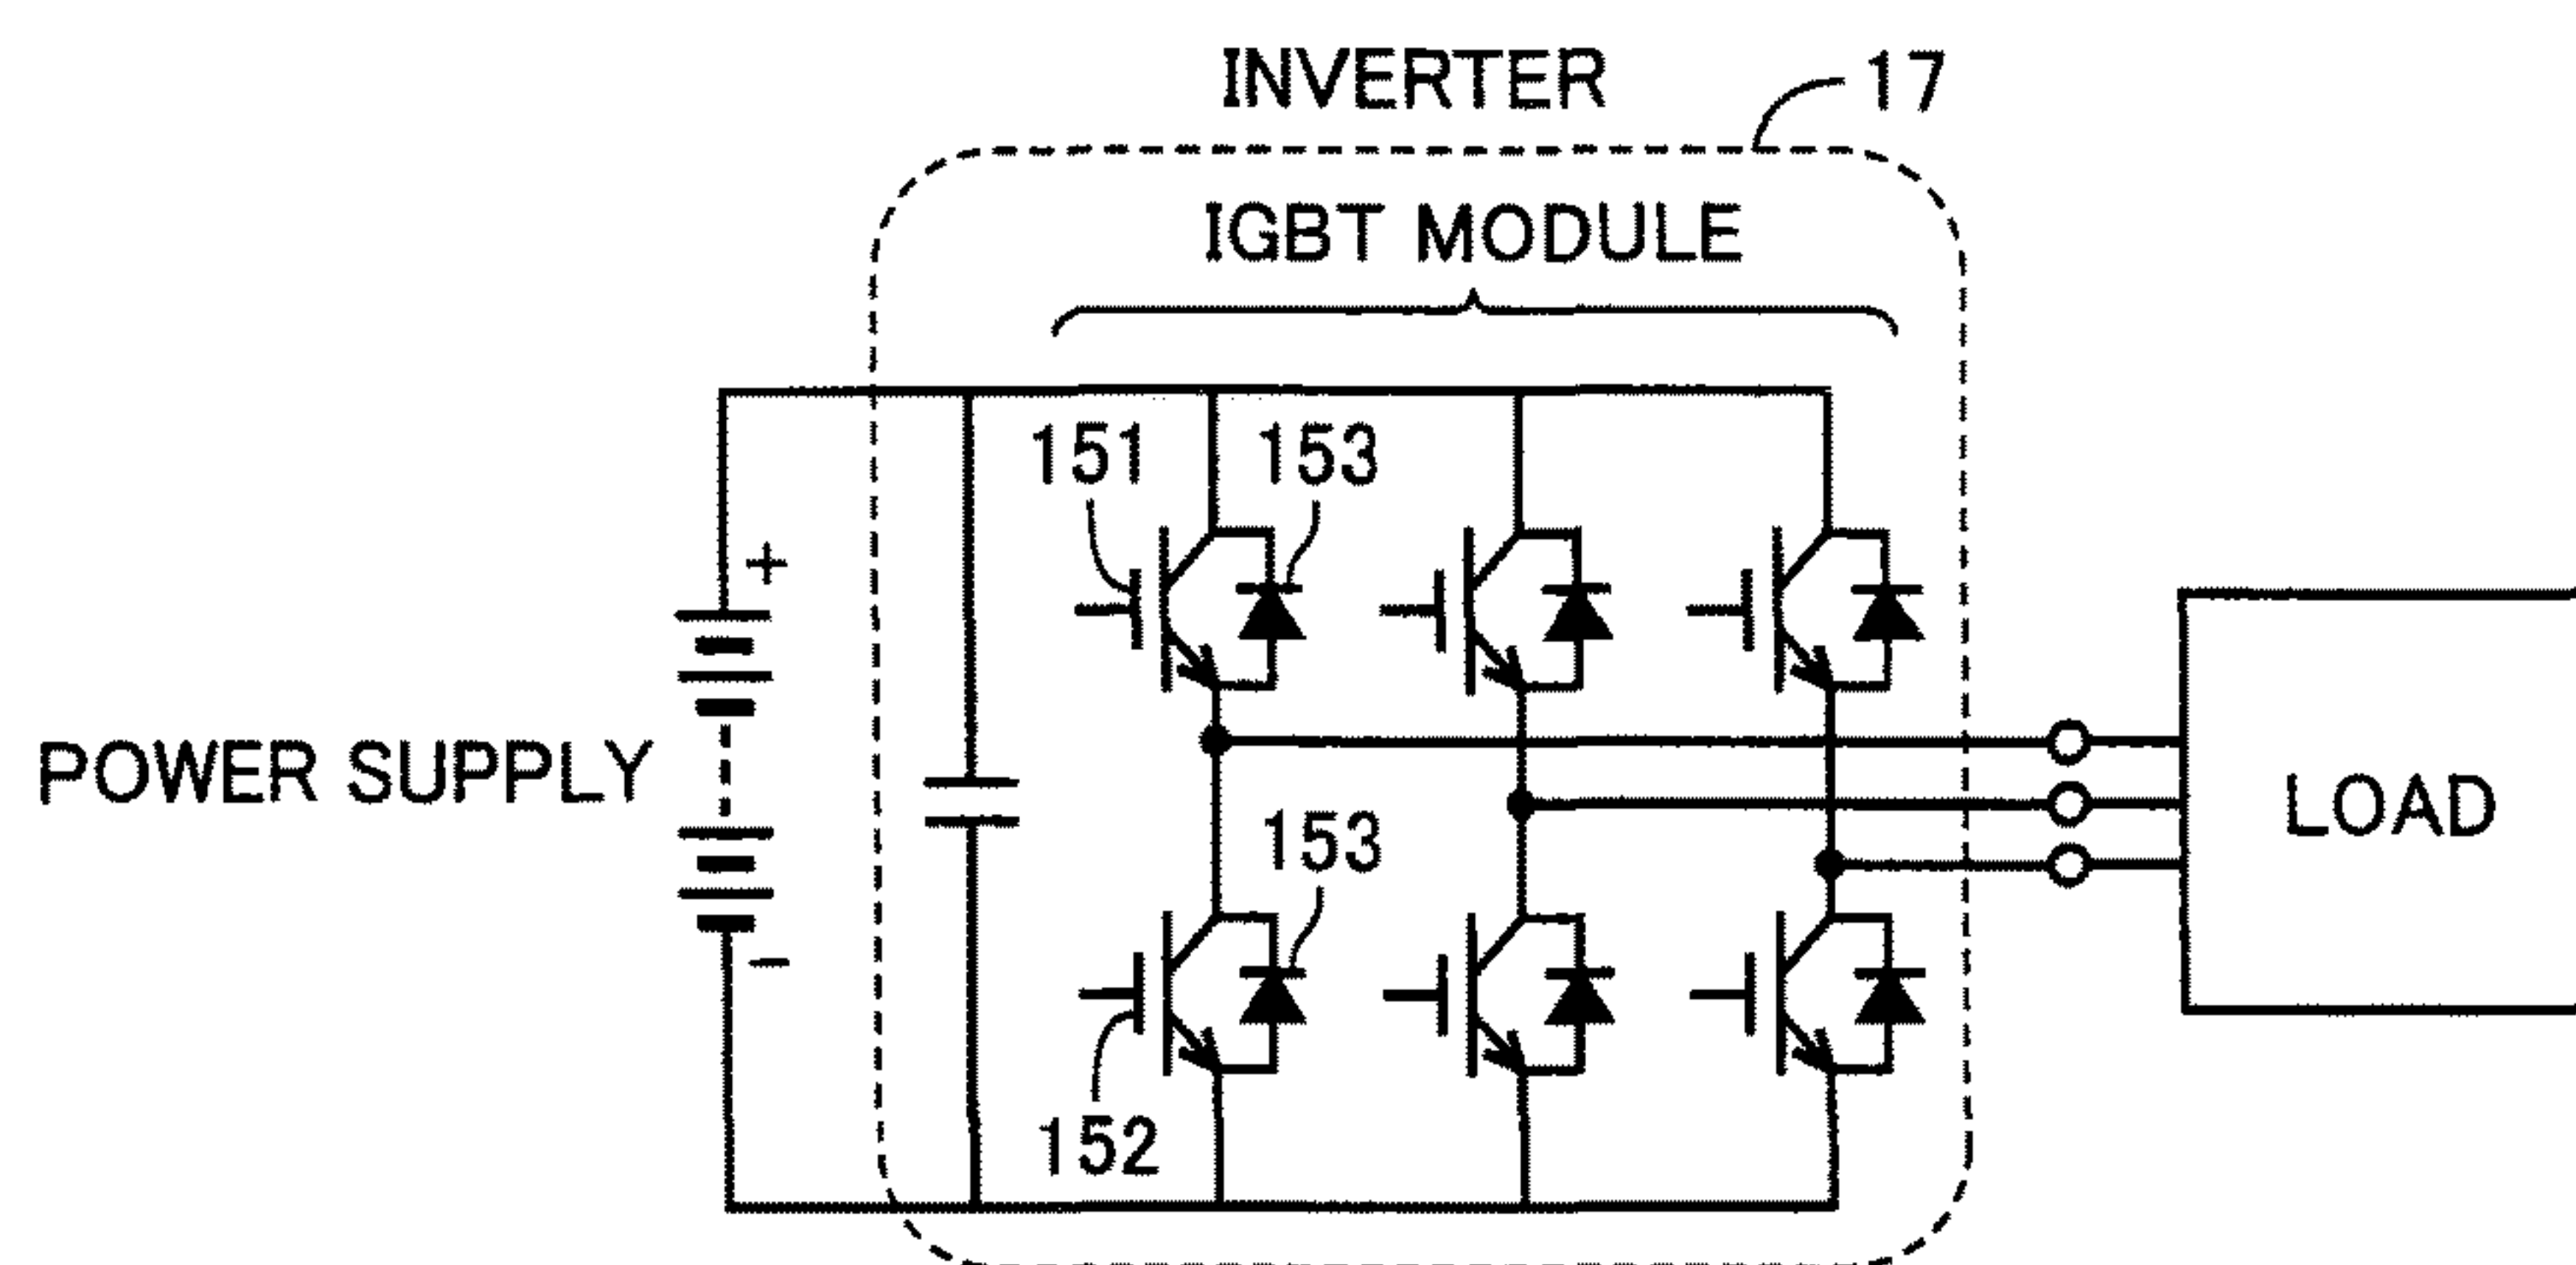 INVERTER
17
IGBT MODULE
151
153
+
POWER SUPPLY
LOAD
153
−
152